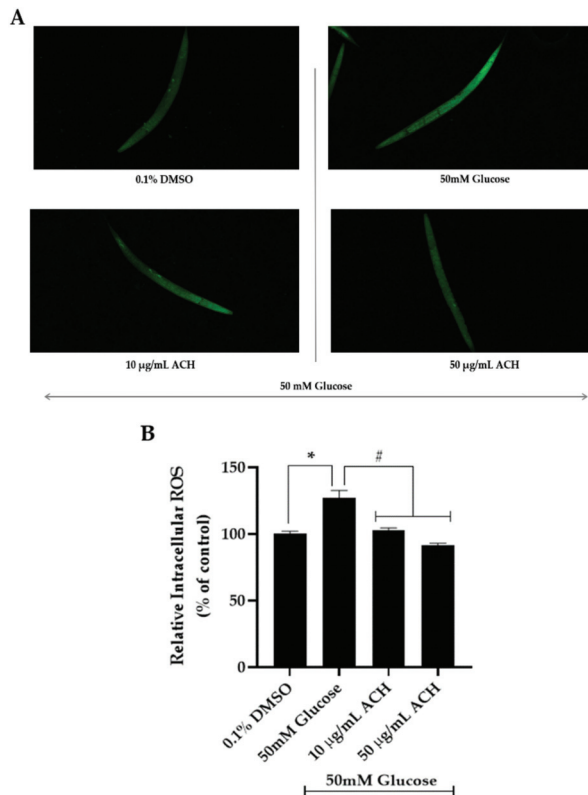 A
0.1% DMSO
50mM Glucose
10 µg/mL ACH
50 µg/mL ACH
50 mM Glucose
B
*
#
Relative Intracellular ROS
(% of control)
150
100
50
0
0.1% DMSO
50mM Glucose
10 µg/mL ACH
50 µg/mL ACH
50mM Glucose